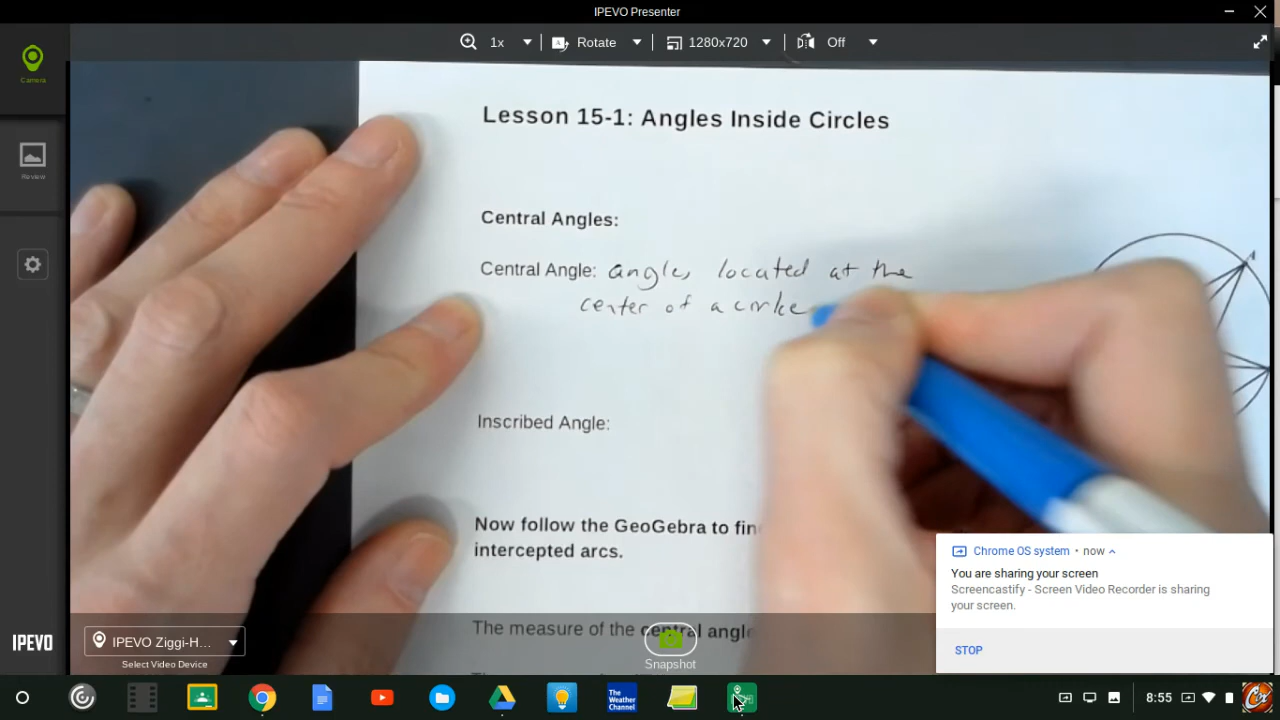 IPEVO Presenter
1x
Rotate
1280x720
Off
Camera
Review
Lesson 15-1: Angles Inside Circles
Central Angles:
Central Angle: angles located at the
center of a
Inscribed Angle:
Now follow the GeoGebra to
intercepted arcs.
The measure of the central angle
Chrome OS system • now
You are sharing your screen
Screencastify - Screen Video Recorder is sharing
your screen.
STOP
IPEVO
IPEVO Ziggi-H...
Select Video Device
Snapshot
The
Weather
Channel
8:55